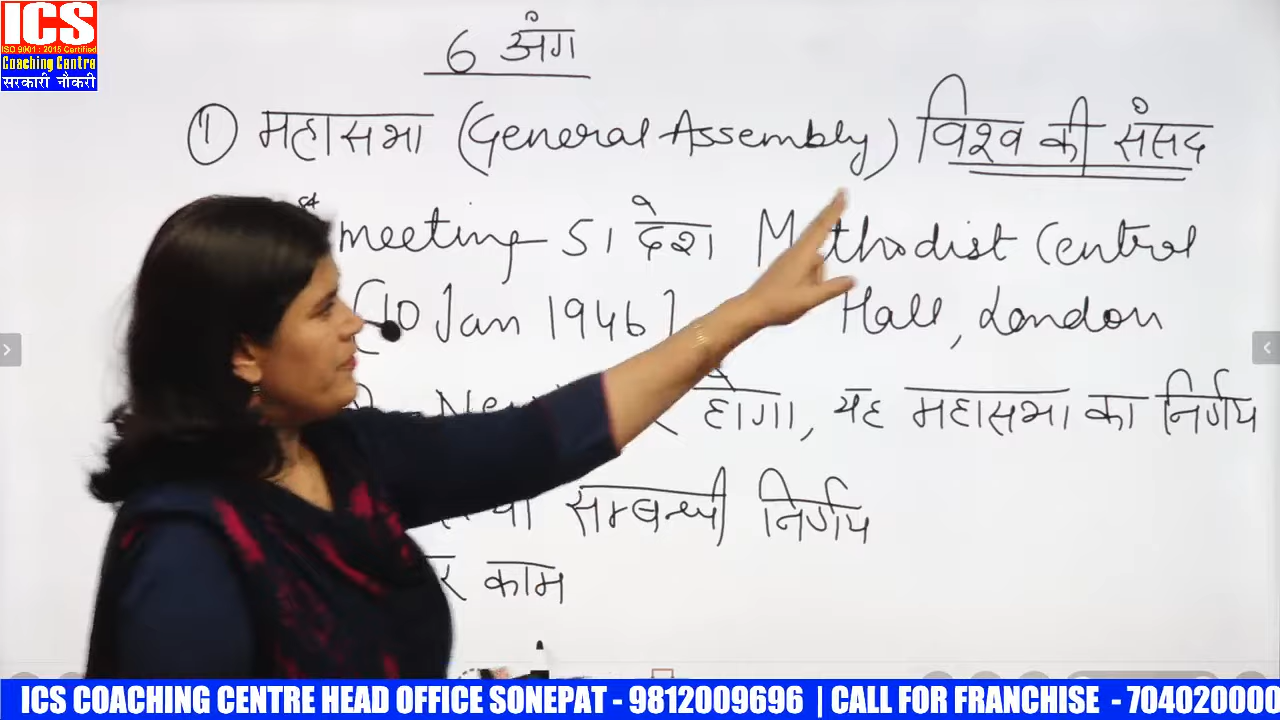 ICS
ISO 9001 : 2015 Certified
Coaching Centre
सरकारी नौकरी
6 अंग
① महासभा (General Assembly) विश्व की संसद
st meeting 51 देश Methodist Central
[10 Jan 1946] Hall, London
New होगा, यह महासभा का निर्णय
सम्बन्धी निर्णय
काम
ICS COACHING CENTRE HEAD OFFICE SONEPAT - 9812009696 | CALL FOR FRANCHISE - 704020000